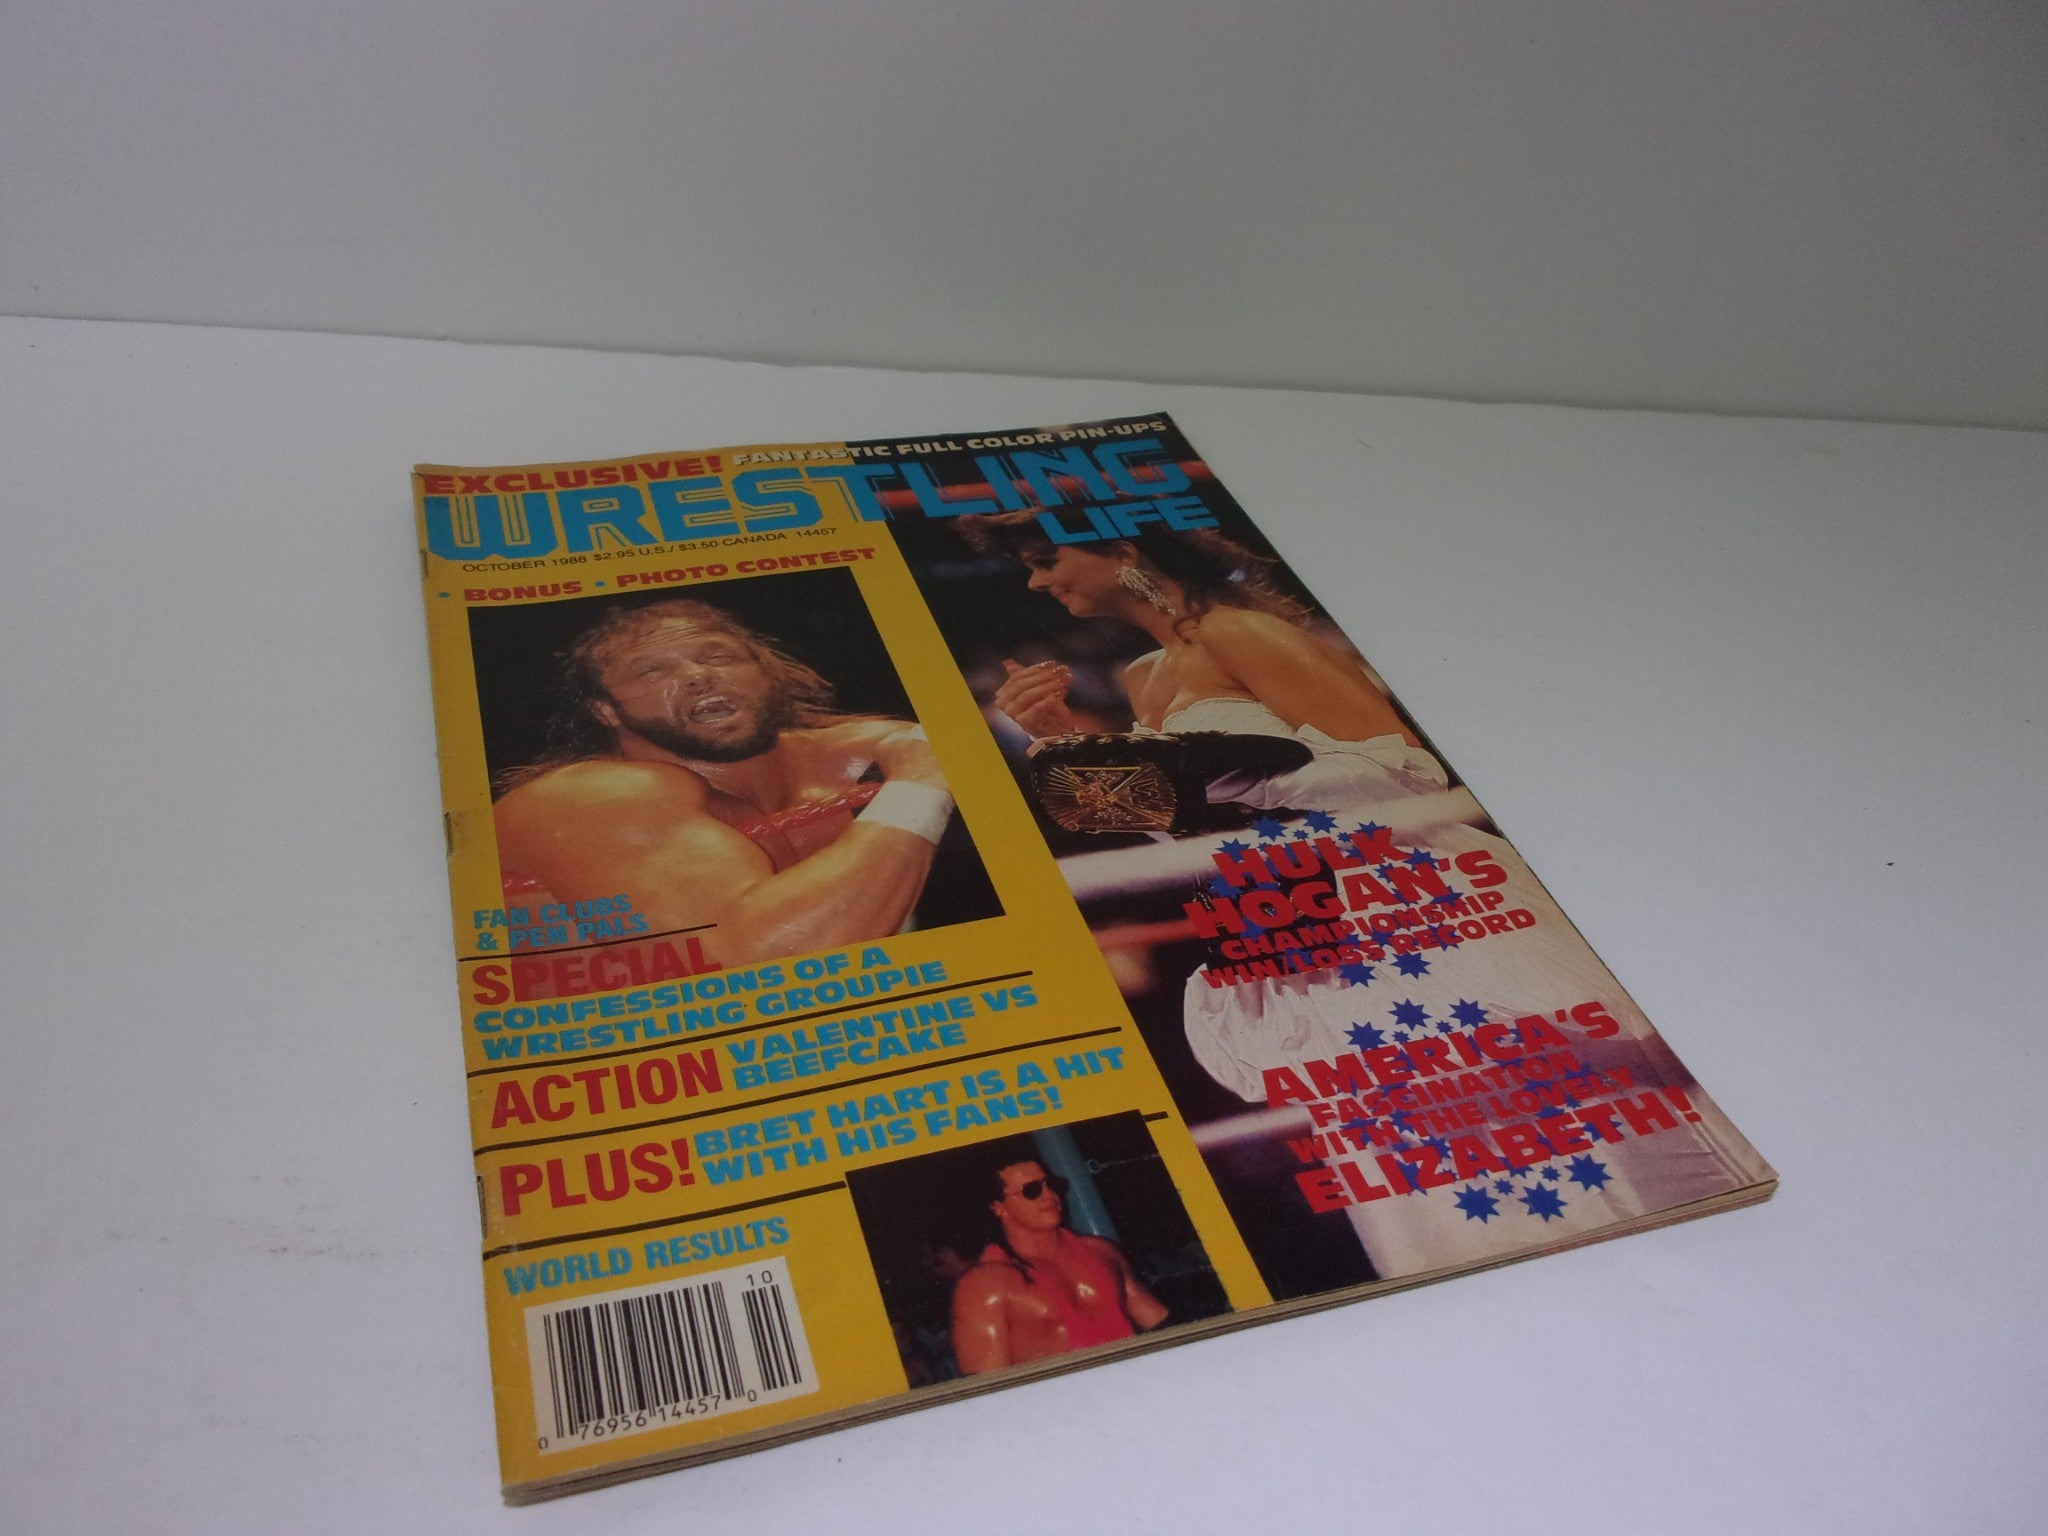 EXCLUSIVE! FANTASTIC FULL COLOR PIN-UPS
WRESTLING
LIFE
OCTOBER 1988 $2.95 U.S./ $3.50 CANADA 14457
• BONUS • PHOTO CONTEST
FAN CLUBS
& PEN PALS
SPECIAL
CONFESSIONS OF A
WRESTLING GROUPIE
ACTION VALENTINE VS
BEEFCAKE
PLUS! BRET HART IS A HIT
WITH HIS FANS!
WORLD RESULTS
10
0 76956 14457 0
HULK
HOGAN'S
CHAMPIONSHIP
WIN/LOSS RECORD
AMERICA'S
FASCINATION
WITH THE LOVELY
ELIZABETH!